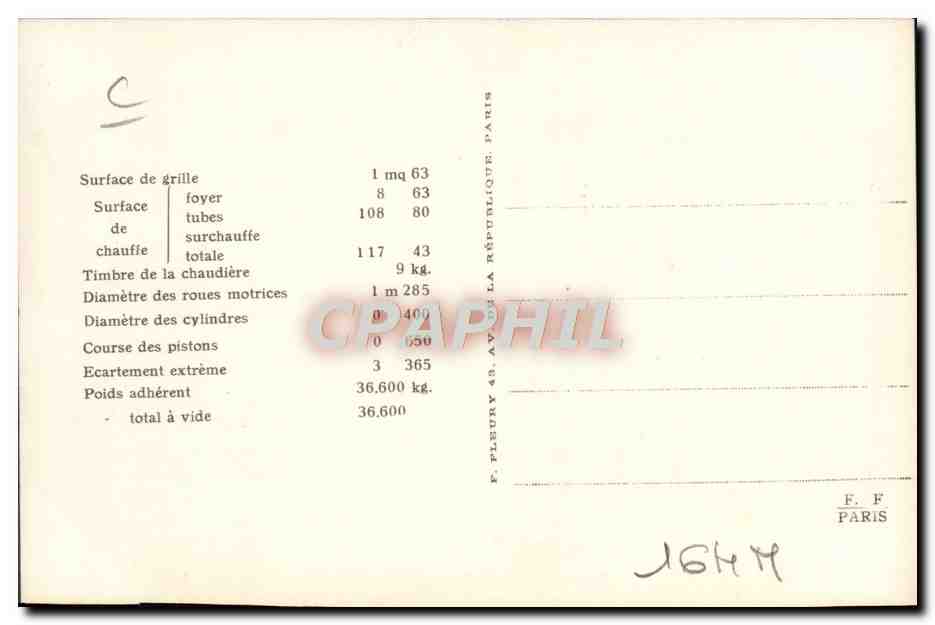 C
Surface de grille 1 mq 63
Surface de chauffe
foyer 8 63
tubes 108 80
surchauffe
totale 117 43
Timbre de la chaudière 9 kg.
Diamètre des roues motrices 1 m 285
Diamètre des cylindres 0 400
Course des pistons 0 650
Ecartement extrême 3 365
Poids adhérent 36,600 kg.
- total à vide 36,600
F. FLEURY 43, AV. DE LA RÉPUBLIQUE. PARIS
CPAPHIL
F. F
PARIS